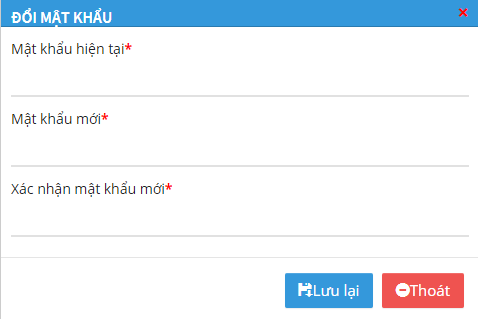 ĐỔI MẬT KHẨU
Mật khẩu hiện tại*
Mật khẩu mới*
Xác nhận mật khẩu mới*
Lưu lại Thoát